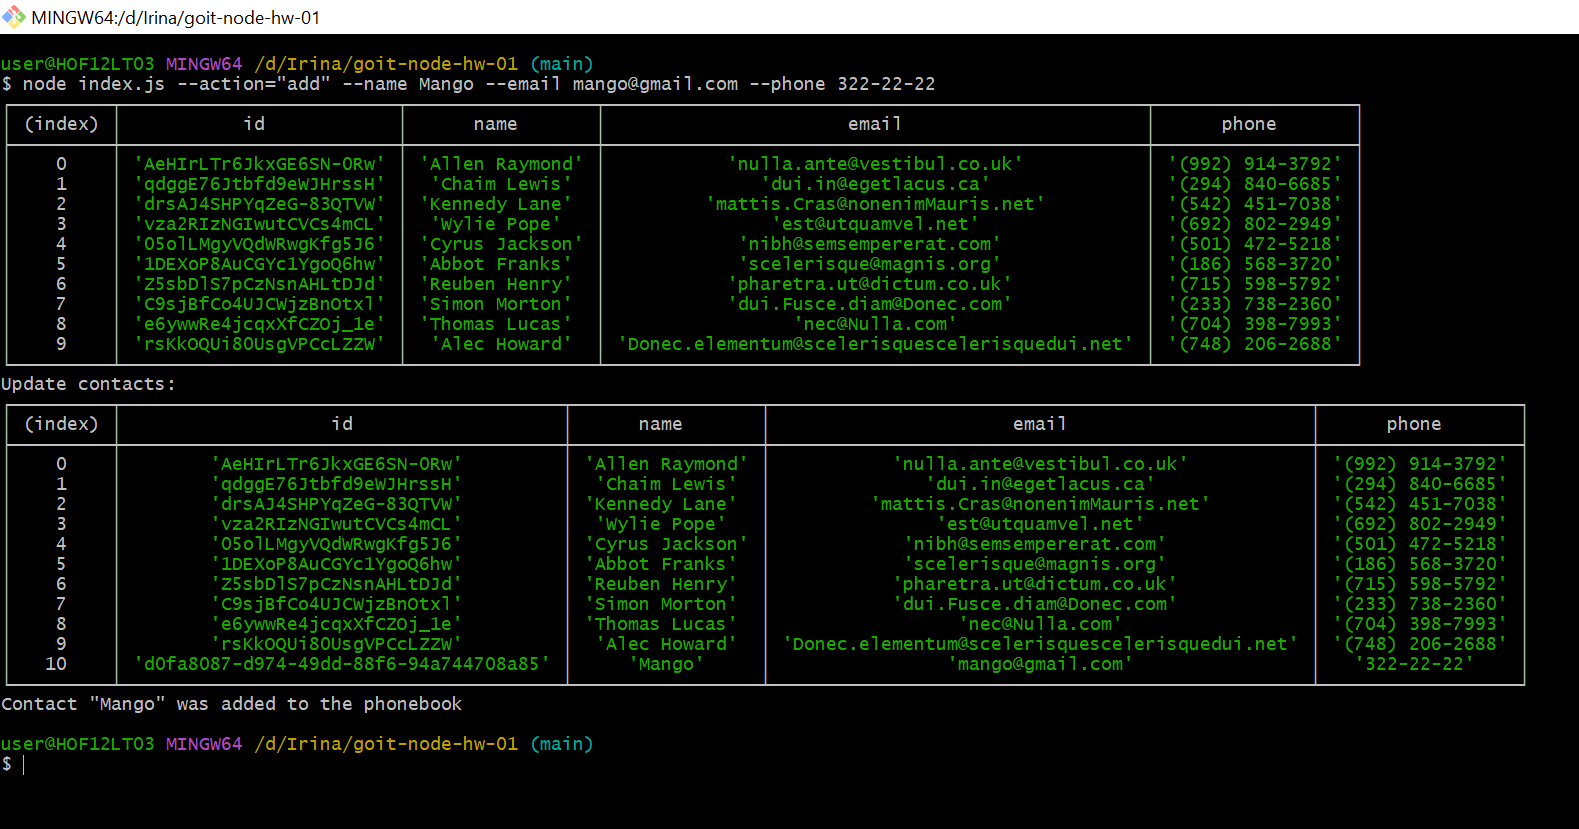 MINGW64:/d/Irina/goit-node-hw-01
user@HOF12LT03 MINGW64 /d/Irina/goit-node-hw-01 (main)
$ node index.js --action="add" --name Mango --email mango@gmail.com --phone 322-22-22
(index) id name email phone
0 'AeHIrLTr6JkxGE6SN-0Rw' 'Allen Raymond' 'nulla.ante@vestibul.co.uk' '(992) 914-3792'
1 'qdggE76Jtbfd9eWJHrssH' 'Chaim Lewis' 'dui.in@egetlacus.ca' '(294) 840-6685'
2 'drsAJ4SHPYqZeG-83QTVW' 'Kennedy Lane' 'mattis.Cras@nonenimMauris.net' '(542) 451-7038'
3 'vza2RIzNGIwutCVCs4mCL' 'Wylie Pope' 'est@utquamvel.net' '(692) 802-2949'
4 '05olLMgyVQdWRwgKfg5J6' 'Cyrus Jackson' 'nibh@semsempererat.com' '(501) 472-5218'
5 '1DEXoP8AuCGYc1YgoQ6hw' 'Abbot Franks' 'scelerisque@magnis.org' '(186) 568-3720'
6 'Z5sbDlS7pCzNsnAHLtDJd' 'Reuben Henry' 'pharetra.ut@dictum.co.uk' '(715) 598-5792'
7 'C9sjBfCo4UJCWjzBnOtxl' 'Simon Morton' 'dui.Fusce.diam@Donec.com' '(233) 738-2360'
8 'e6ywwRe4jcqxXfCZOj_1e' 'Thomas Lucas' 'nec@Nulla.com' '(704) 398-7993'
9 'rsKkOQUi80UsgVPCcLZZW' 'Alec Howard' 'Donec.elementum@scelerisquescelerisquedui.net' '(748) 206-2688'
Update contacts:
(index) id name email phone
0 'AeHIrLTr6JkxGE6SN-0Rw' 'Allen Raymond' 'nulla.ante@vestibul.co.uk' '(992) 914-3792'
1 'qdggE76Jtbfd9eWJHrssH' 'Chaim Lewis' 'dui.in@egetlacus.ca' '(294) 840-6685'
2 'drsAJ4SHPYqZeG-83QTVW' 'Kennedy Lane' 'mattis.Cras@nonenimMauris.net' '(542) 451-7038'
3 'vza2RIzNGIwutCVCs4mCL' 'Wylie Pope' 'est@utquamvel.net' '(692) 802-2949'
4 '05olLMgyVQdWRwgKfg5J6' 'Cyrus Jackson' 'nibh@semsempererat.com' '(501) 472-5218'
5 '1DEXoP8AuCGYc1YgoQ6hw' 'Abbot Franks' 'scelerisque@magnis.org' '(186) 568-3720'
6 'Z5sbDlS7pCzNsnAHLtDJd' 'Reuben Henry' 'pharetra.ut@dictum.co.uk' '(715) 598-5792'
7 'C9sjBfCo4UJCWjzBnOtxl' 'Simon Morton' 'dui.Fusce.diam@Donec.com' '(233) 738-2360'
8 'e6ywwRe4jcqxXfCZOj_1e' 'Thomas Lucas' 'nec@Nulla.com' '(704) 398-7993'
9 'rsKkOQUi80UsgVPCcLZZW' 'Alec Howard' 'Donec.elementum@scelerisquescelerisquedui.net' '(748) 206-2688'
10 'd0fa8087-d974-49dd-88f6-94a744708a85' 'Mango' 'mango@gmail.com' '322-22-22'
Contact "Mango" was added to the phonebook
user@HOF12LT03 MINGW64 /d/Irina/goit-node-hw-01 (main)
$